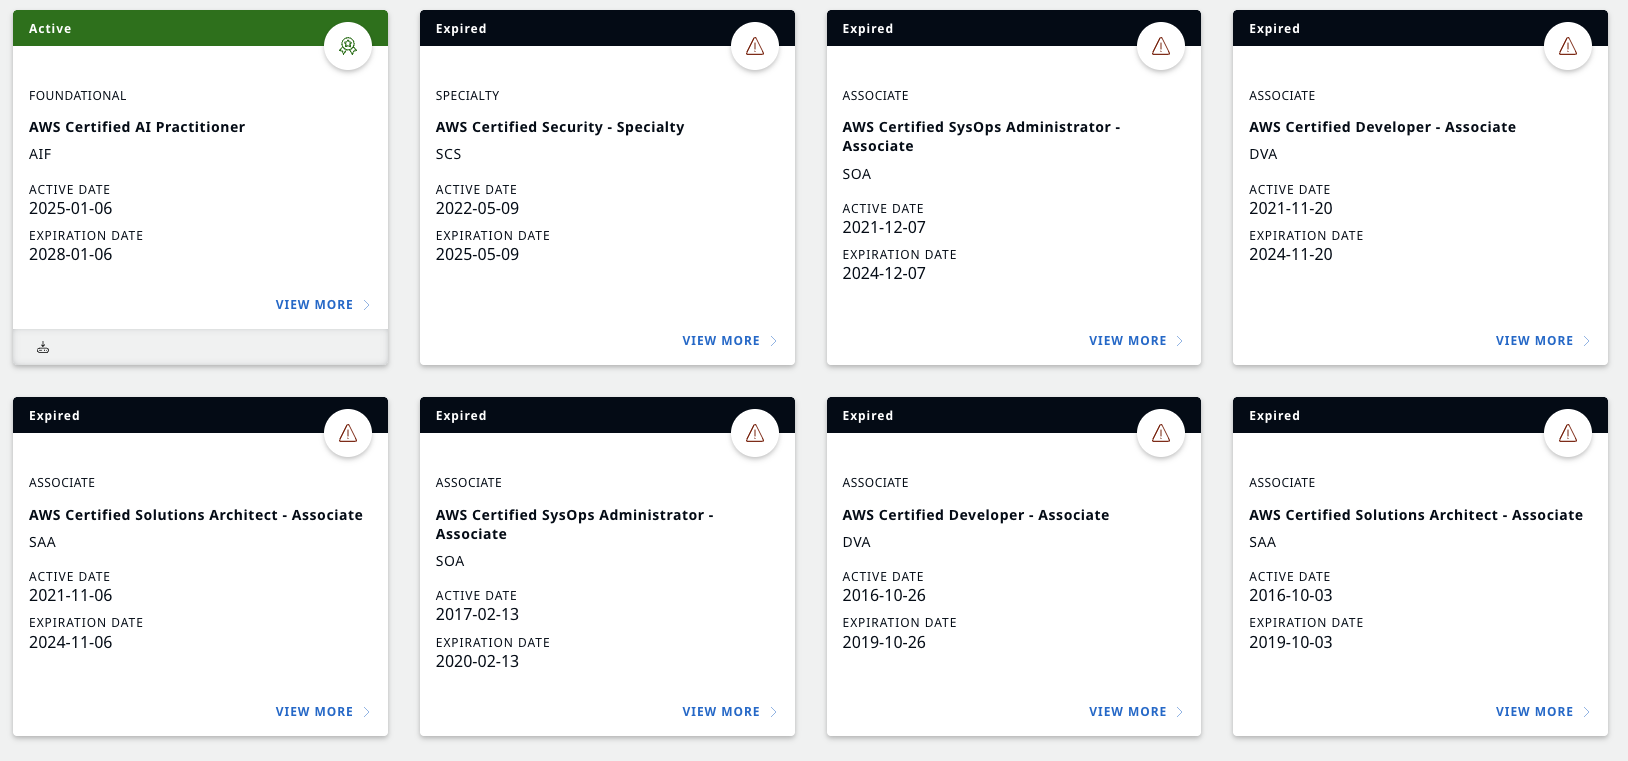 Active
FOUNDATIONAL
AWS Certified AI Practitioner
AIF
ACTIVE DATE
2025-01-06
EXPIRATION DATE
2028-01-06
VIEW MORE
Expired
SPECIALTY
AWS Certified Security - Specialty
SCS
ACTIVE DATE
2022-05-09
EXPIRATION DATE
2025-05-09
VIEW MORE
Expired
ASSOCIATE
AWS Certified SysOps Administrator -
Associate
SOA
ACTIVE DATE
2021-12-07
EXPIRATION DATE
2024-12-07
VIEW MORE
Expired
ASSOCIATE
AWS Certified Developer - Associate
DVA
ACTIVE DATE
2021-11-20
EXPIRATION DATE
2024-11-20
VIEW MORE
Expired
ASSOCIATE
AWS Certified Solutions Architect - Associate
SAA
ACTIVE DATE
2021-11-06
EXPIRATION DATE
2024-11-06
VIEW MORE
Expired
ASSOCIATE
AWS Certified SysOps Administrator -
Associate
SOA
ACTIVE DATE
2017-02-13
EXPIRATION DATE
2020-02-13
VIEW MORE
Expired
ASSOCIATE
AWS Certified Developer - Associate
DVA
ACTIVE DATE
2016-10-26
EXPIRATION DATE
2019-10-26
VIEW MORE
Expired
ASSOCIATE
AWS Certified Solutions Architect - Associate
SAA
ACTIVE DATE
2016-10-03
EXPIRATION DATE
2019-10-03
VIEW MORE